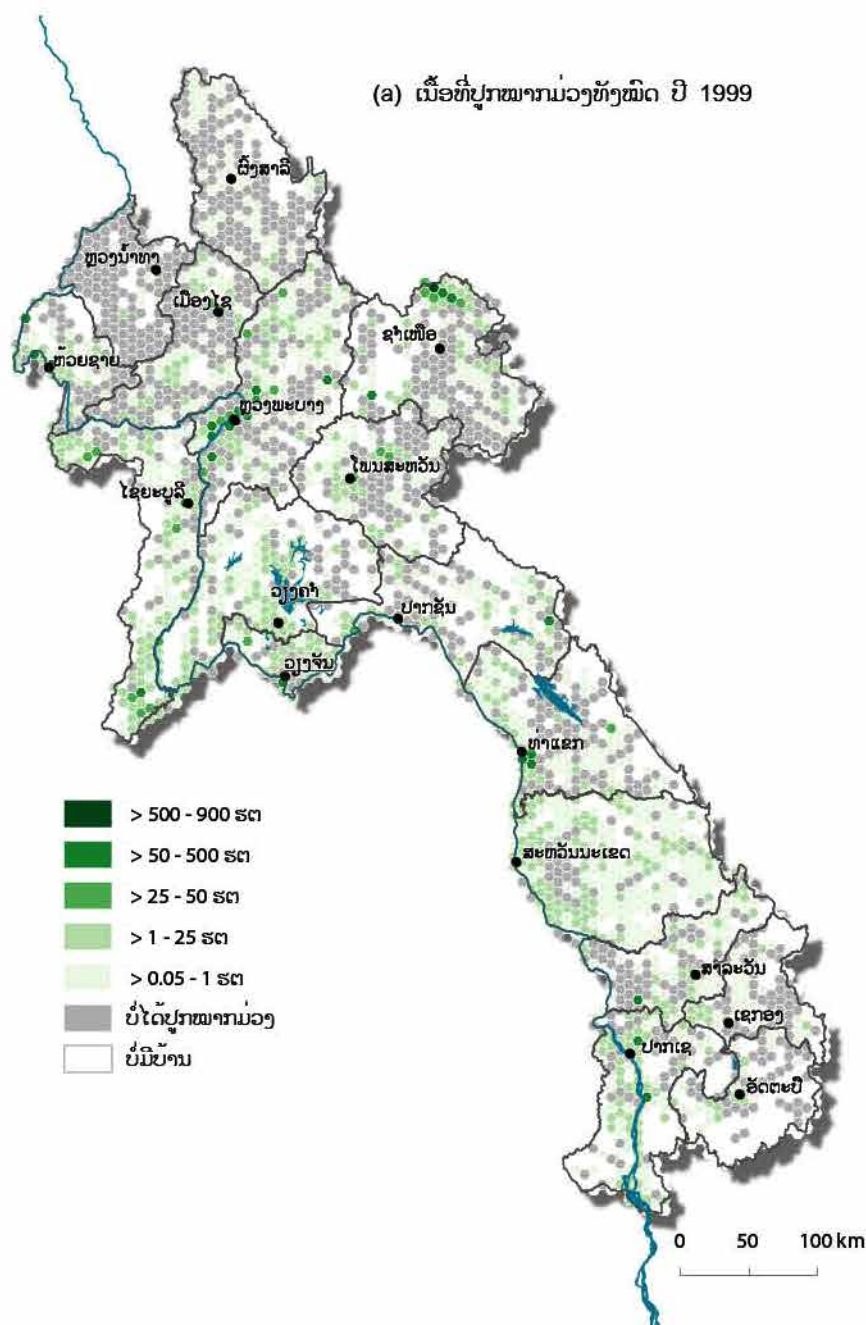 (a) ເນື້ອທີ່ປູກໝາກມ່ວງທັງໝົດ ປີ 1999
ຜົ້ງສາລີ
ຫຼວງນ້ຳທາ
ເມືອງໄຊ
ຊຳເໜືອ
ຫ້ວຍຊາຍ
ຫຼວງພະບາງ
ໂພນສະຫວັນ
ໄຊຍະບູລີ
ວຽງຄຳ
ປາກຊັນ
ວຽງຈັນ
ທ່າແຂກ
> 500 - 900 ຮຕ
> 50 - 500 ຮຕ
> 25 - 50 ຮຕ
> 1 - 25 ຮຕ
> 0.05 - 1 ຮຕ
ບໍ່ໄດ້ປູກໝາກມ່ວງ
ບໍ່ມີບ້ານ
ສະຫວັນນະເຂດ
ສາລະວັນ
ເຊກອງ
ປາກເຊ
ອັດຕະປື
0 50 100 km